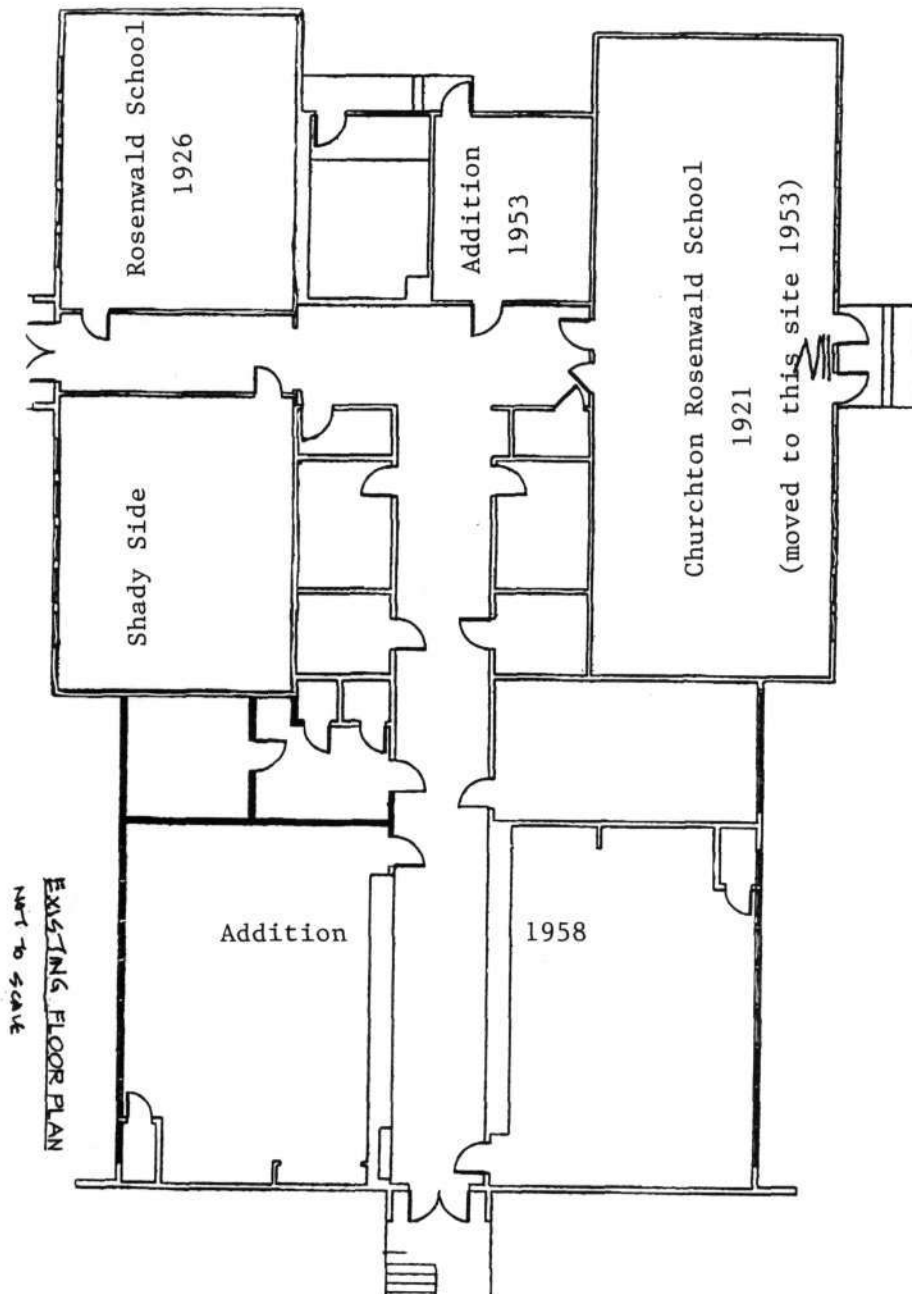 Shady Side
Rosenwald School
1926
Addition
1953
Churchton Rosenwald School
1921
(moved to this site 1953)
Addition
1958
EXISTING FLOOR PLAN
NOT TO SCALE